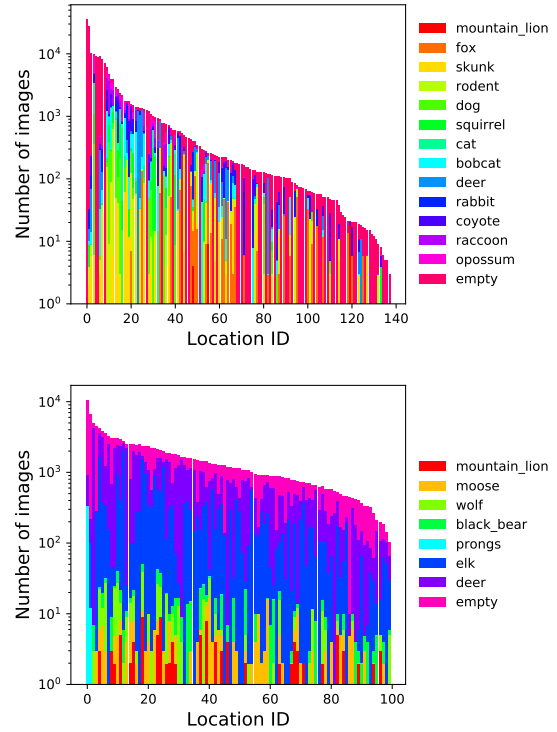 10⁴
10³
10²
10¹
10⁰
Number of images
0 20 40 60 80 100 120 140
Location ID
mountain_lion
fox
skunk
rodent
dog
squirrel
cat
bobcat
deer
rabbit
coyote
raccoon
opossum
empty
10⁴
10³
10²
10¹
10⁰
Number of images
0 20 40 60 80 100
Location ID
mountain_lion
moose
wolf
black_bear
prongs
elk
deer
empty